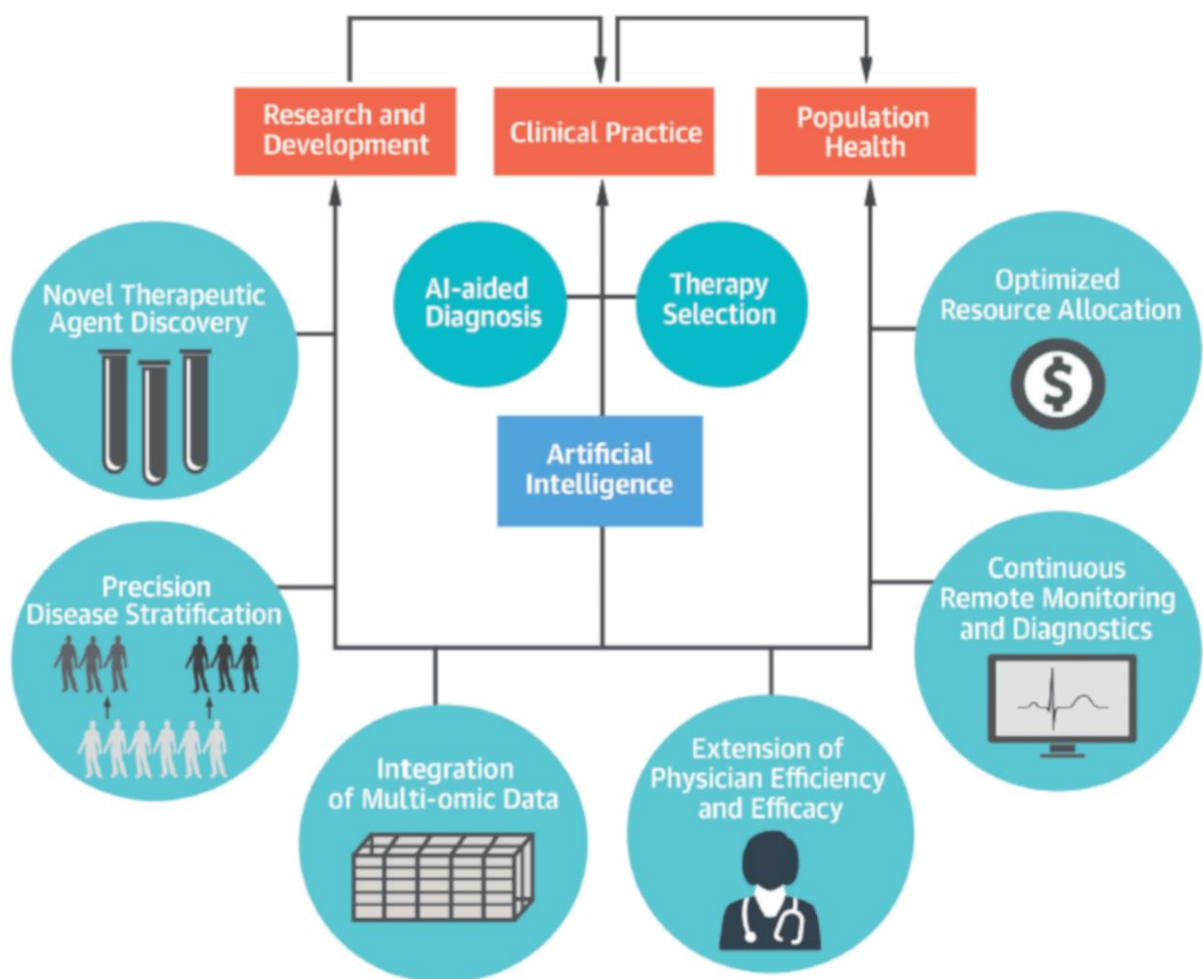 Research and
Development
Clinical Practice
Population
Health
Novel Therapeutic
Agent Discovery
AI-aided
Diagnosis
Therapy
Selection
Optimized
Resource Allocation
$
Artificial
Intelligence
Precision
Disease Stratification
Continuous
Remote Monitoring
and Diagnostics
Integration
of Multi-omic Data
Extension of
Physician Efficiency
and Efficacy